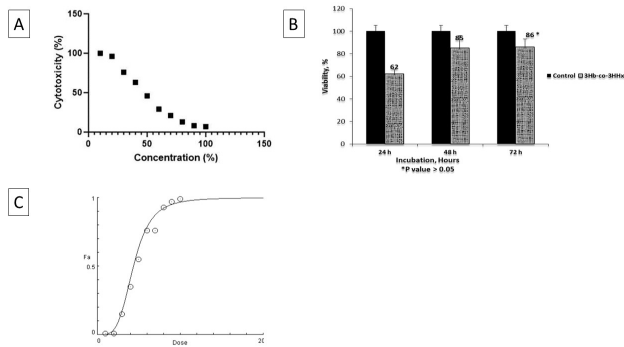 A
150
100
50
0
0
50
100
150
Cytotoxicity (%)
Concentration (%)
B
120
100
80
60
40
20
0
Viability, %
62
85
86 *
24 h
48 h
72 h
Incubation, Hours
*P value > 0.05
Control
3Hb-co-3HHx
C
1
Fa
0.5
0
0
Dose
20